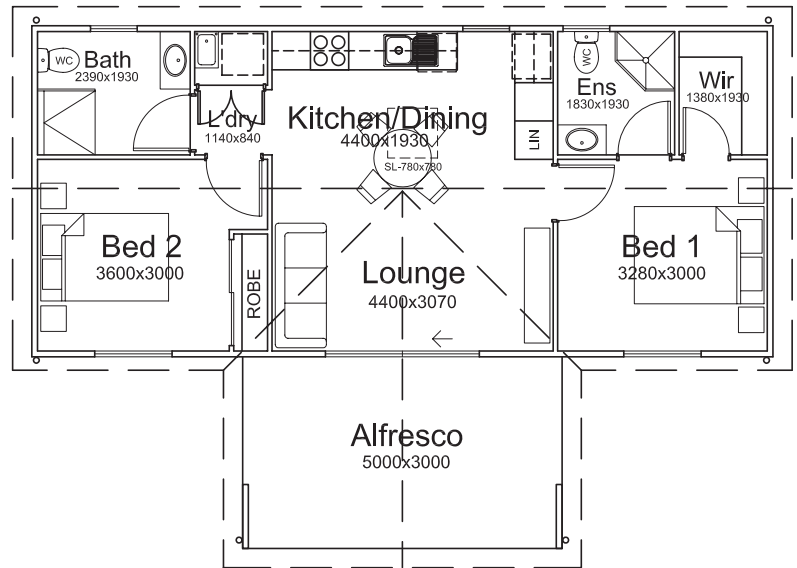 WC
Bath
2390x1930
L'dry
1140x840
Kitchen/Dining
4400x1930
SL-780x780
LIN
WC
Ens
1830x1930
Wir
1380x1930
Bed 2
3600x3000
ROBE
Lounge
4400x3070
Bed 1
3280x3000
Alfresco
5000x3000